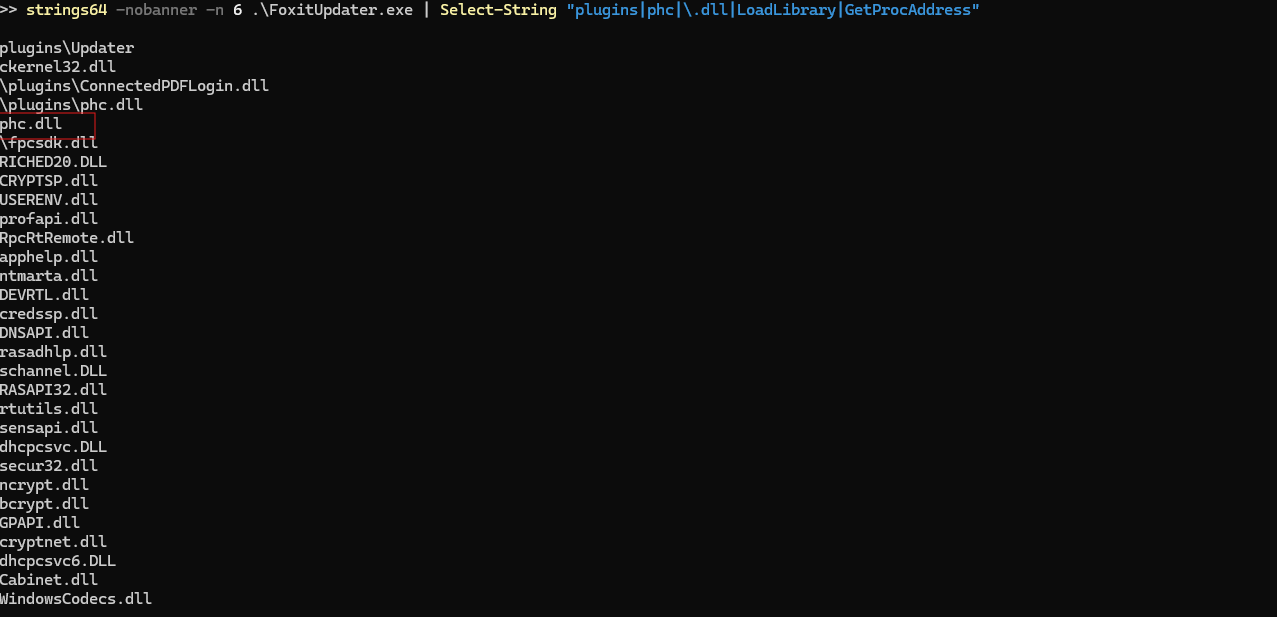 >> strings64 -nobanner -n 6 .\FoxitUpdater.exe | Select-String "plugins|phc|\.dll|LoadLibrary|GetProcAddress"
plugins\Updater
ckernel32.dll
\plugins\ConnectedPDFLogin.dll
\plugins\phc.dll
phc.dll
\fpcsdk.dll
RICHED20.DLL
CRYPTSP.dll
USERENV.dll
profapi.dll
RpcRtRemote.dll
apphelp.dll
ntmarta.dll
DEVRTL.dll
credssp.dll
DNSAPI.dll
rasadhlp.dll
schannel.DLL
RASAPI32.dll
rtutils.dll
sensapi.dll
dhcpcsvc.DLL
secur32.dll
ncrypt.dll
bcrypt.dll
GPAPI.dll
cryptnet.dll
dhcpcsvc6.DLL
Cabinet.dll
WindowsCodecs.dll